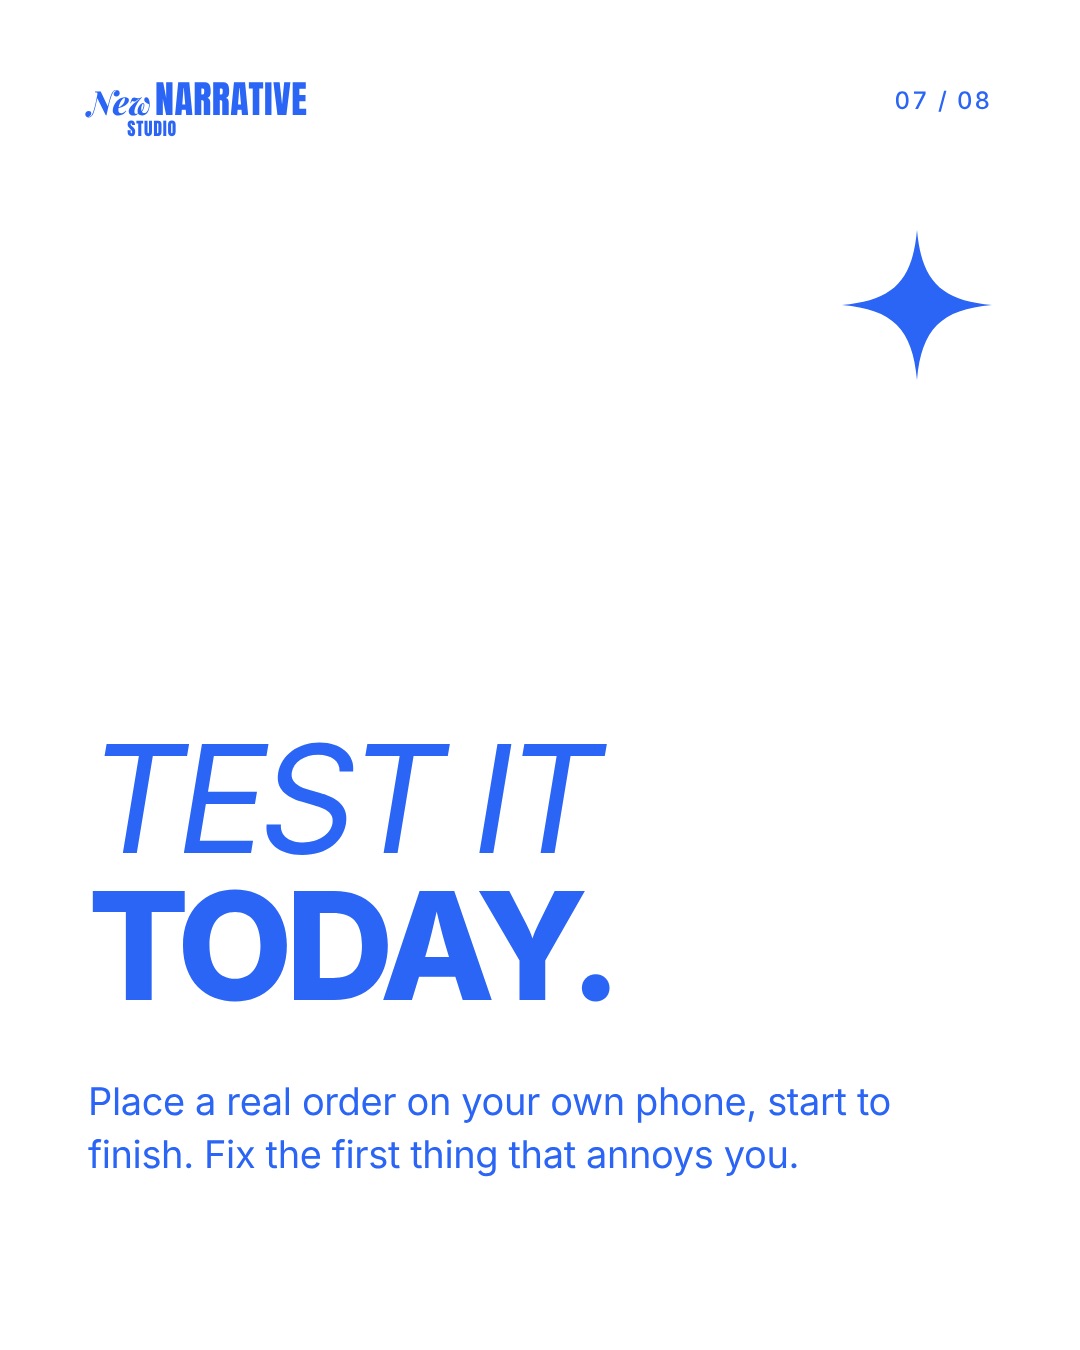 New NARRATIVE
STUDIO
07 / 08
TEST IT
TODAY.
Place a real order on your own phone, start to
finish. Fix the first thing that annoys you.